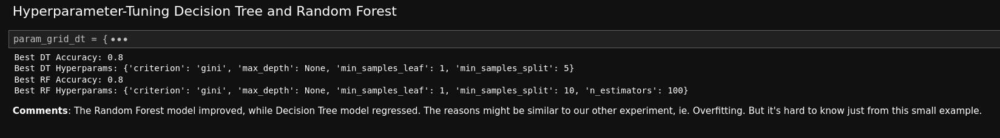 Hyperparameter-Tuning Decision Tree and Random Forest
param_grid_dt = {•••
Best DT Accuracy: 0.8
Best DT Hyperparams: {'criterion': 'gini', 'max_depth': None, 'min_samples_leaf': 1, 'min_samples_split': 5}
Best RF Accuracy: 0.8
Best RF Hyperparams: {'criterion': 'gini', 'max_depth': None, 'min_samples_leaf': 1, 'min_samples_split': 10, 'n_estimators': 100}
Comments: The Random Forest model improved, while Decision Tree model regressed. The reasons might be similar to our other experiment, ie. Overfitting. But it's hard to know just from this small example.